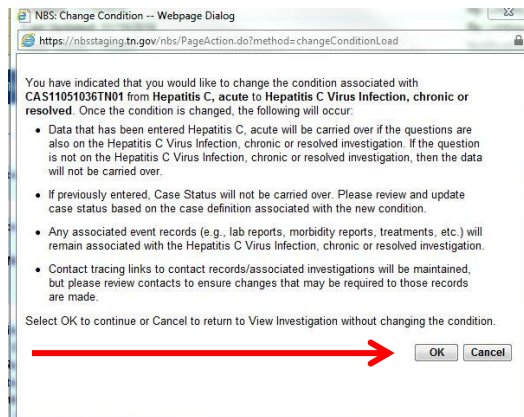 NBS: Change Condition -- Webpage Dialog
https://nbsstaging.tn.gov/nbs/PageAction.do?method=changeConditionLoad
You have indicated that you would like to change the condition associated with
CAS11051036TN01 from Hepatitis C, acute to Hepatitis C Virus Infection, chronic or
resolved. Once the condition is changed, the following will occur:
• Data that has been entered Hepatitis C, acute will be carried over if the questions are
also on the Hepatitis C Virus Infection, chronic or resolved investigation. If the question
is not on the Hepatitis C Virus Infection, chronic or resolved investigation, then the data
will not be carried over.
• If previously entered, Case Status will not be carried over. Please review and update
case status based on the case definition associated with the new condition.
• Any associated event records (e.g., lab reports, morbidity reports, treatments, etc.) will
remain associated with the Hepatitis C Virus Infection, chronic or resolved investigation.
• Contact tracing links to contact records/associated investigations will be maintained,
but please review contacts to ensure changes that may be required to those records
are made.
Select OK to continue or Cancel to return to View Investigation without changing the condition.
OK Cancel